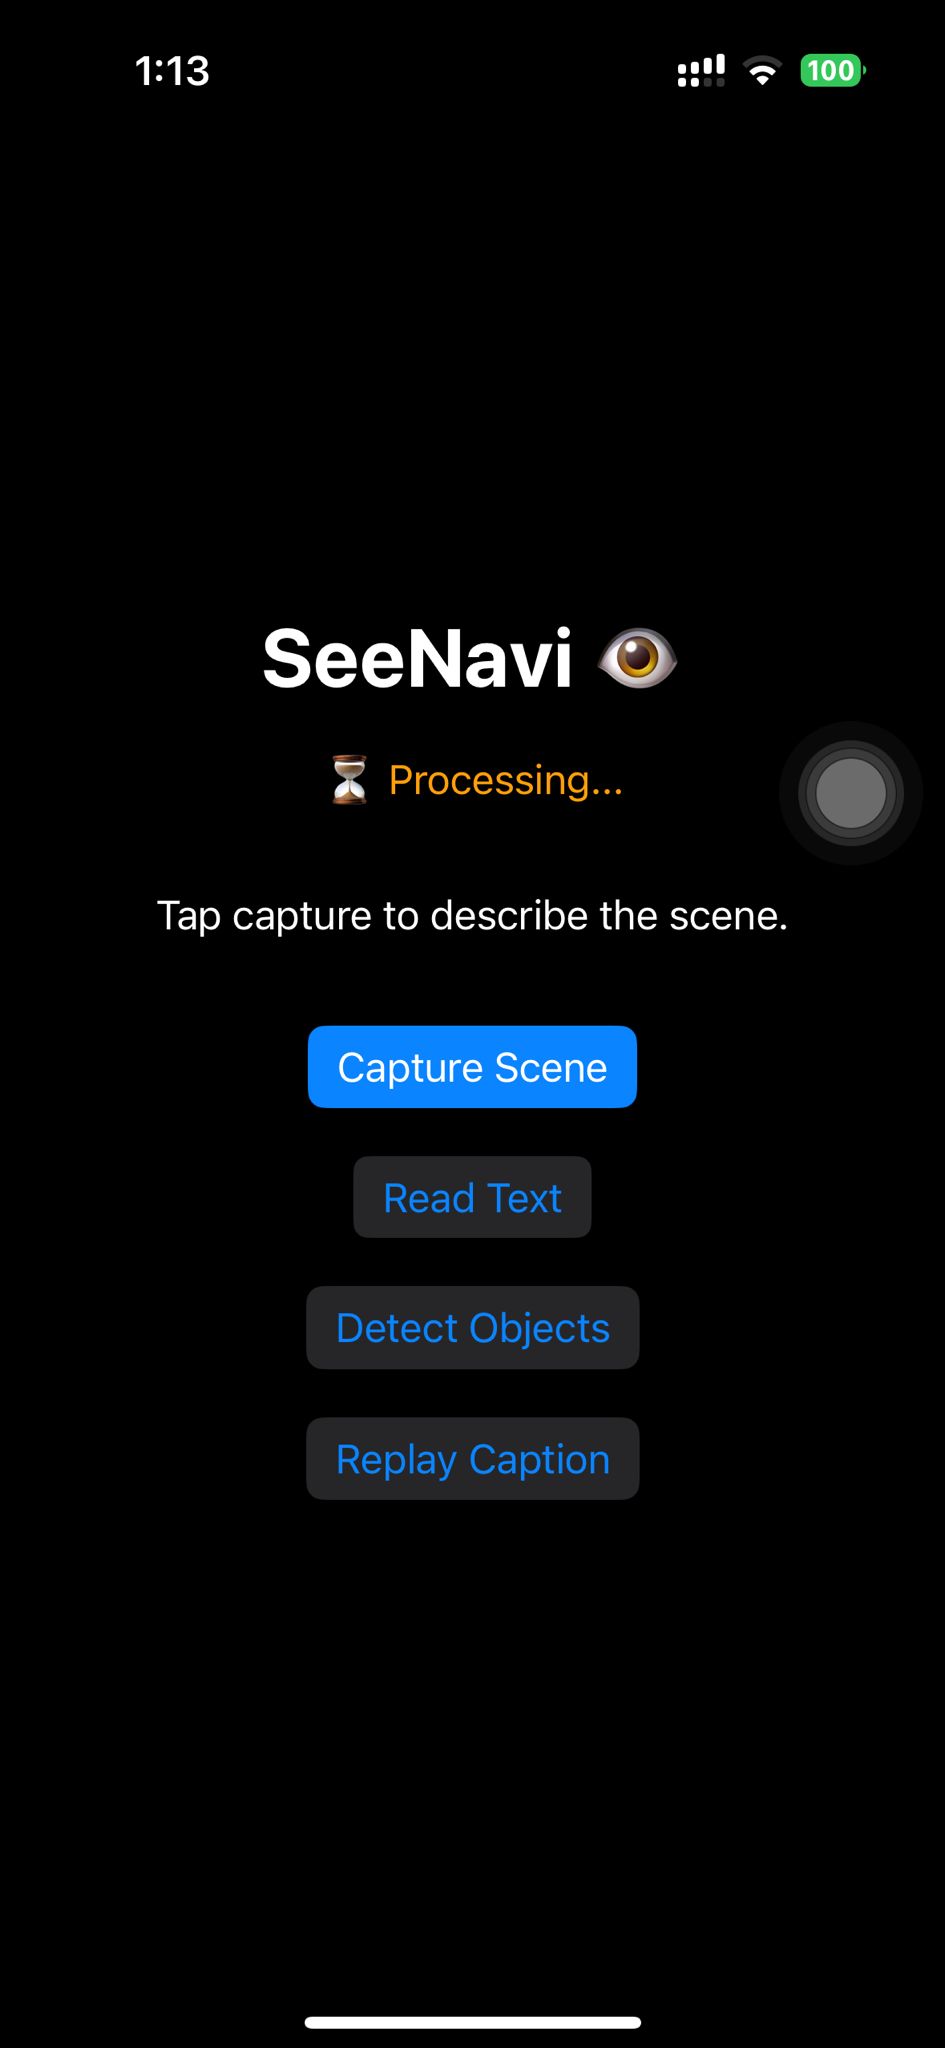 1:13
100
SeeNavi 👁️
⏳ Processing...
Tap capture to describe the scene.
Capture Scene
Read Text
Detect Objects
Replay Caption